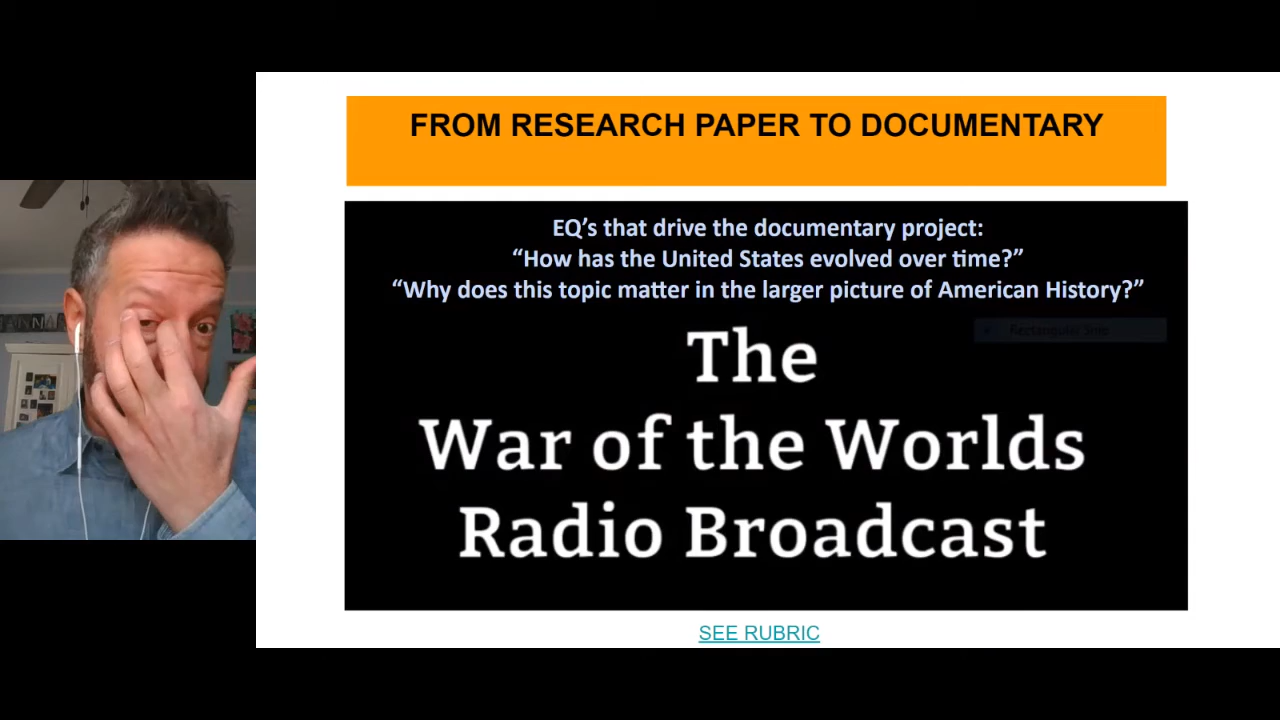 FROM RESEARCH PAPER TO DOCUMENTARY
EQ's that drive the documentary project:
“How has the United States evolved over time?”
“Why does this topic matter in the larger picture of American History?”
The
War of the Worlds
Radio Broadcast
SEE RUBRIC